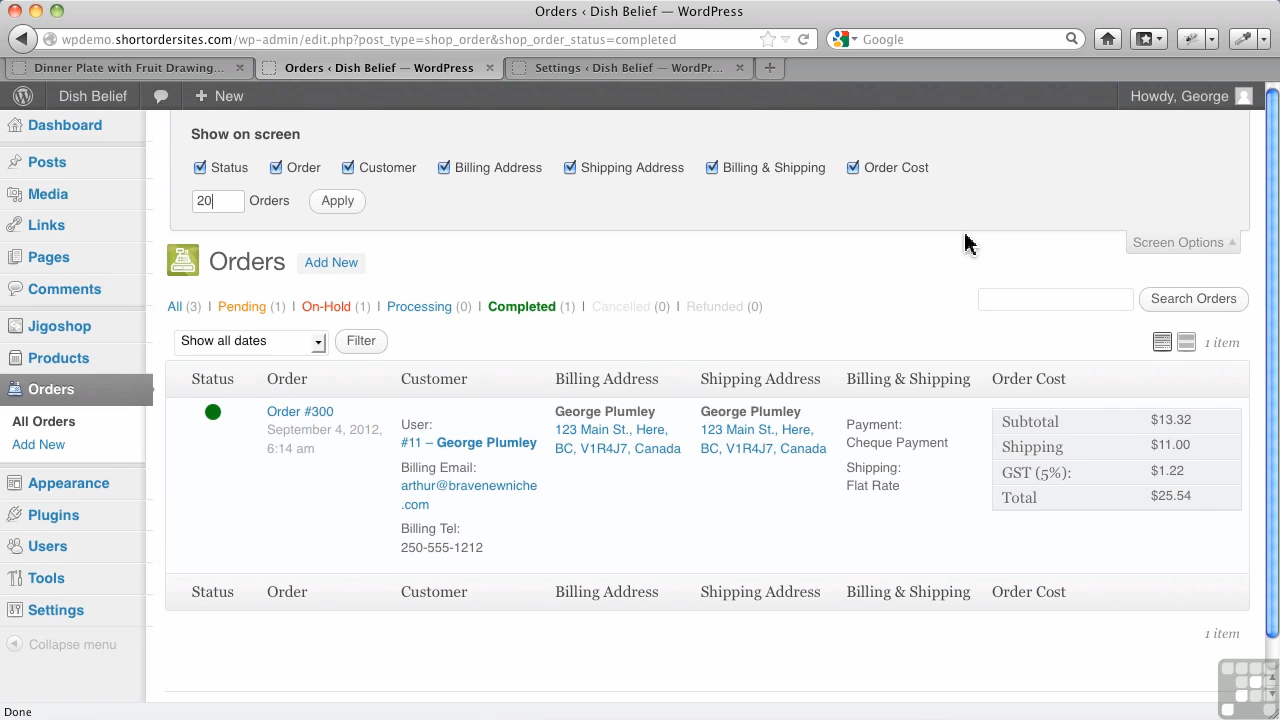 Orders ‹ Dish Belief — WordPress
wpdemo.shortordersites.com/wp-admin/edit.php?post_type=shop_order&shop_order_status=completed
Google
Dinner Plate with Fruit Drawing...
Orders ‹ Dish Belief — WordPress
Settings ‹ Dish Belief — WordPr...
Dish Belief
New
Howdy, George
Dashboard
Posts
Media
Links
Pages
Comments
Jigoshop
Products
Orders
All Orders
Add New
Appearance
Plugins
Users
Tools
Settings
Collapse menu
Show on screen
Status Order Customer Billing Address Shipping Address Billing & Shipping Order Cost
20 Orders Apply
Screen Options
Orders Add New
All (3) | Pending (1) | On-Hold (1) | Processing (0) | Completed (1) | Cancelled (0) | Refunded (0)
Search Orders
Show all dates Filter
1 item
Status Order Customer Billing Address Shipping Address Billing & Shipping Order Cost
Order #300
September 4, 2012,
6:14 am
User:
#11 – George Plumley
Billing Email:
arthur@bravenewniche
.com
Billing Tel:
250-555-1212
George Plumley
123 Main St., Here,
BC, V1R4J7, Canada
George Plumley
123 Main St., Here,
BC, V1R4J7, Canada
Payment:
Cheque Payment
Shipping:
Flat Rate
Subtotal $13.32
Shipping $11.00
GST (5%): $1.22
Total $25.54
Status Order Customer Billing Address Shipping Address Billing & Shipping Order Cost
1 item
Done